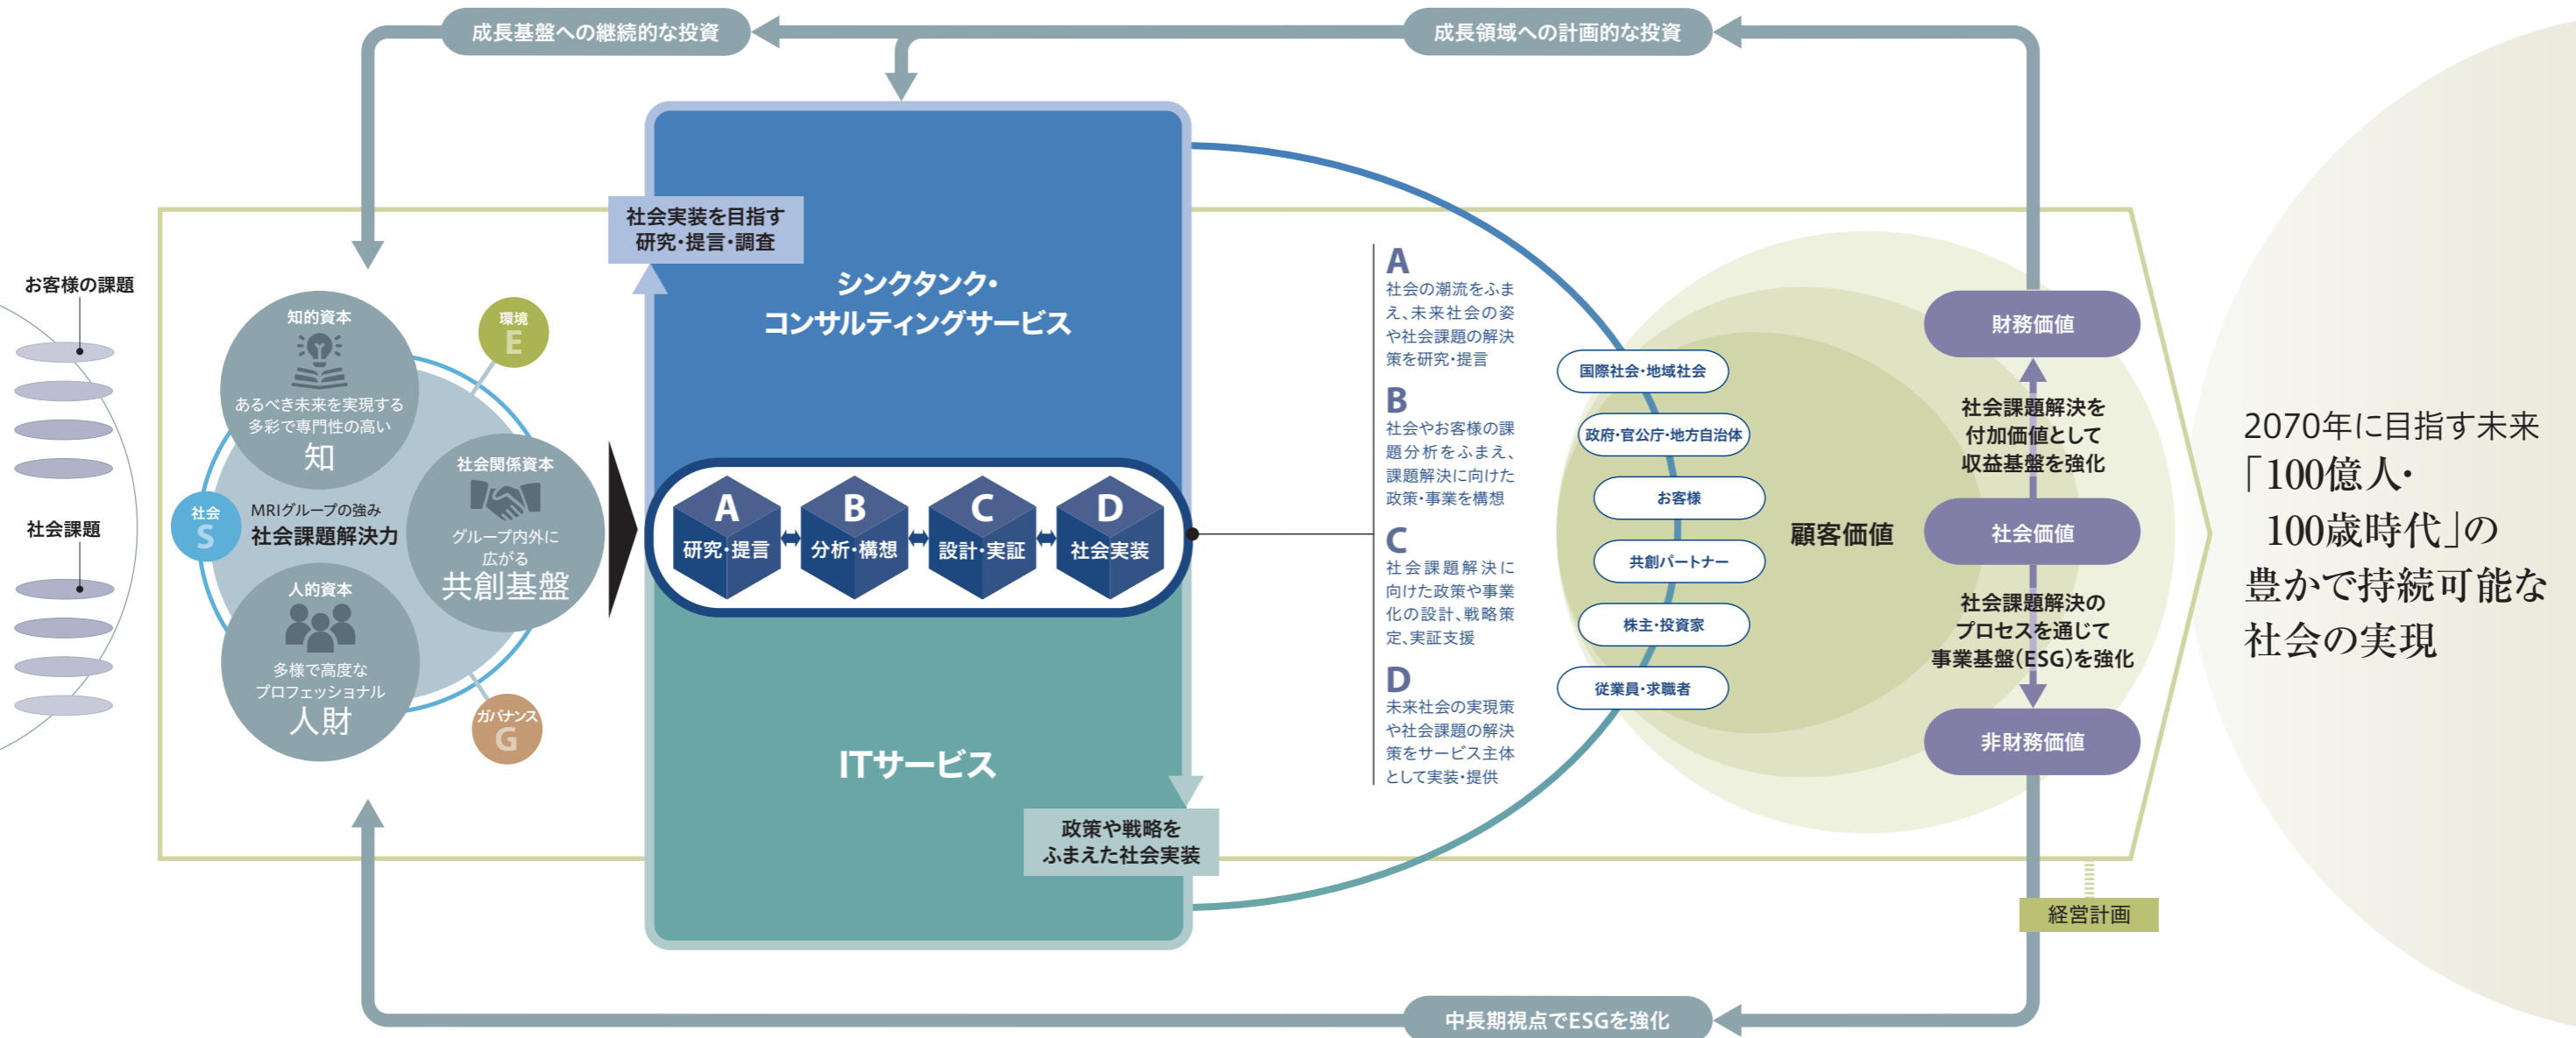 成長基盤への継続的な投資
成長領域への計画的な投資
お客様の課題
社会課題
知的資本
あるべき未来を実現する
多彩で専門性の高い
知
環境
E
社会関係資本
グループ内外に
広がる
共創基盤
社会
S
MRIグループの強み
社会課題解決力
人的資本
多様で高度な
プロフェッショナル
人財
ガバナンス
G
社会実装を目指す
研究・提言・調査
シンクタンク・
コンサルティングサービス
A
研究・提言
B
分析・構想
C
設計・実証
D
社会実装
ITサービス
政策や戦略を
ふまえた社会実装
A
社会の潮流をふま
え、未来社会の姿
や社会課題の解決
策を研究・提言
B
社会やお客様の課
題分析をふまえ、
課題解決に向けた
政策・事業を構想
C
社会課題解決に
向けた政策や事業
化の設計、戦略策
定、実証支援
D
未来社会の実現策
や社会課題の解決
策をサービス主体
として実装・提供
国際社会・地域社会
政府・官公庁・地方自治体
お客様
共創パートナー
株主・投資家
従業員・求職者
顧客価値
財務価値
社会課題解決を
付加価値として
収益基盤を強化
社会価値
社会課題解決の
プロセスを通じて
事業基盤(ESG)を強化
非財務価値
経営計画
中長期視点でESGを強化
2070年に目指す未来
「100億人・
100歳時代」の
豊かで持続可能な
社会の実現